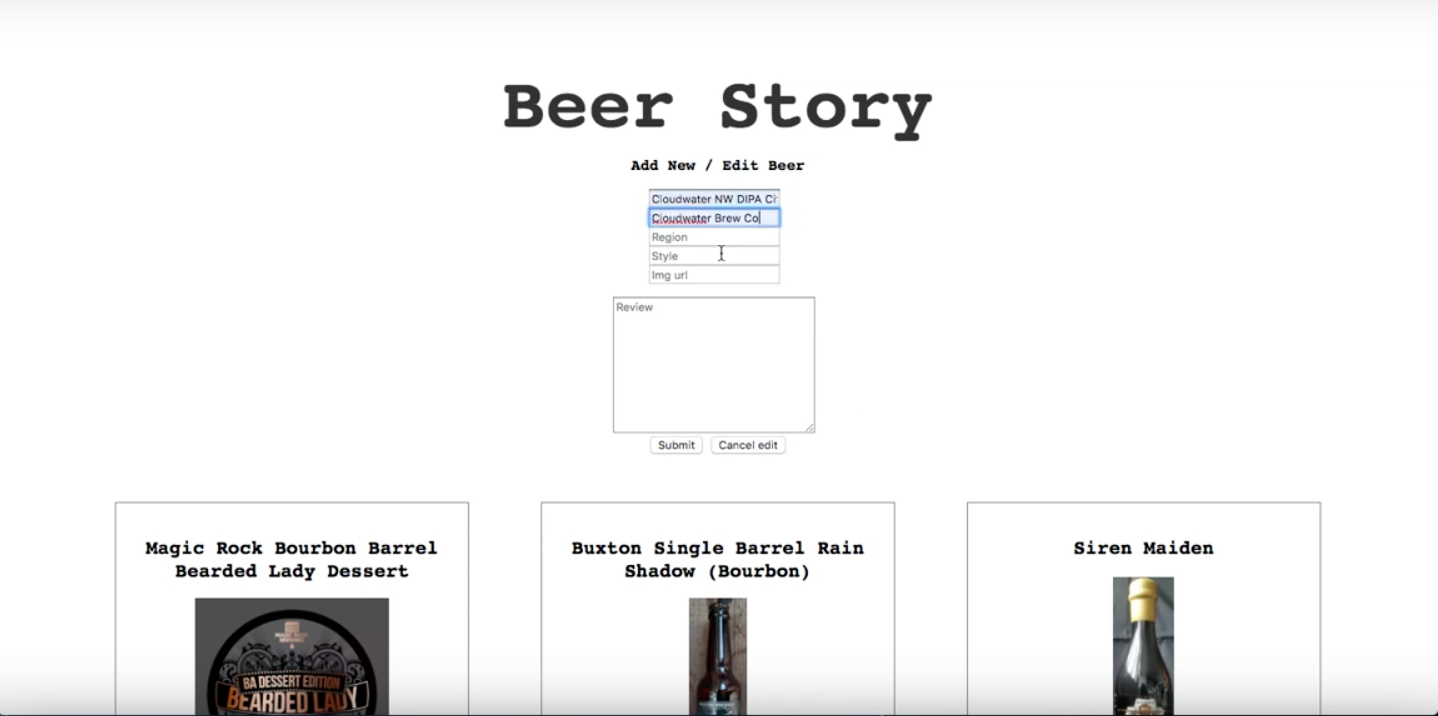 Beer Story
Add New / Edit Beer
Cloudwater NW DIPA
Cloudwater Brew Co
Region
Style
Img url
Review
Submit Cancel edit
Magic Rock Bourbon Barrel
Bearded Lady Dessert
Buxton Single Barrel Rain
Shadow (Bourbon)
Siren Maiden
BA DESSERT EDITION
BEARDED LADY